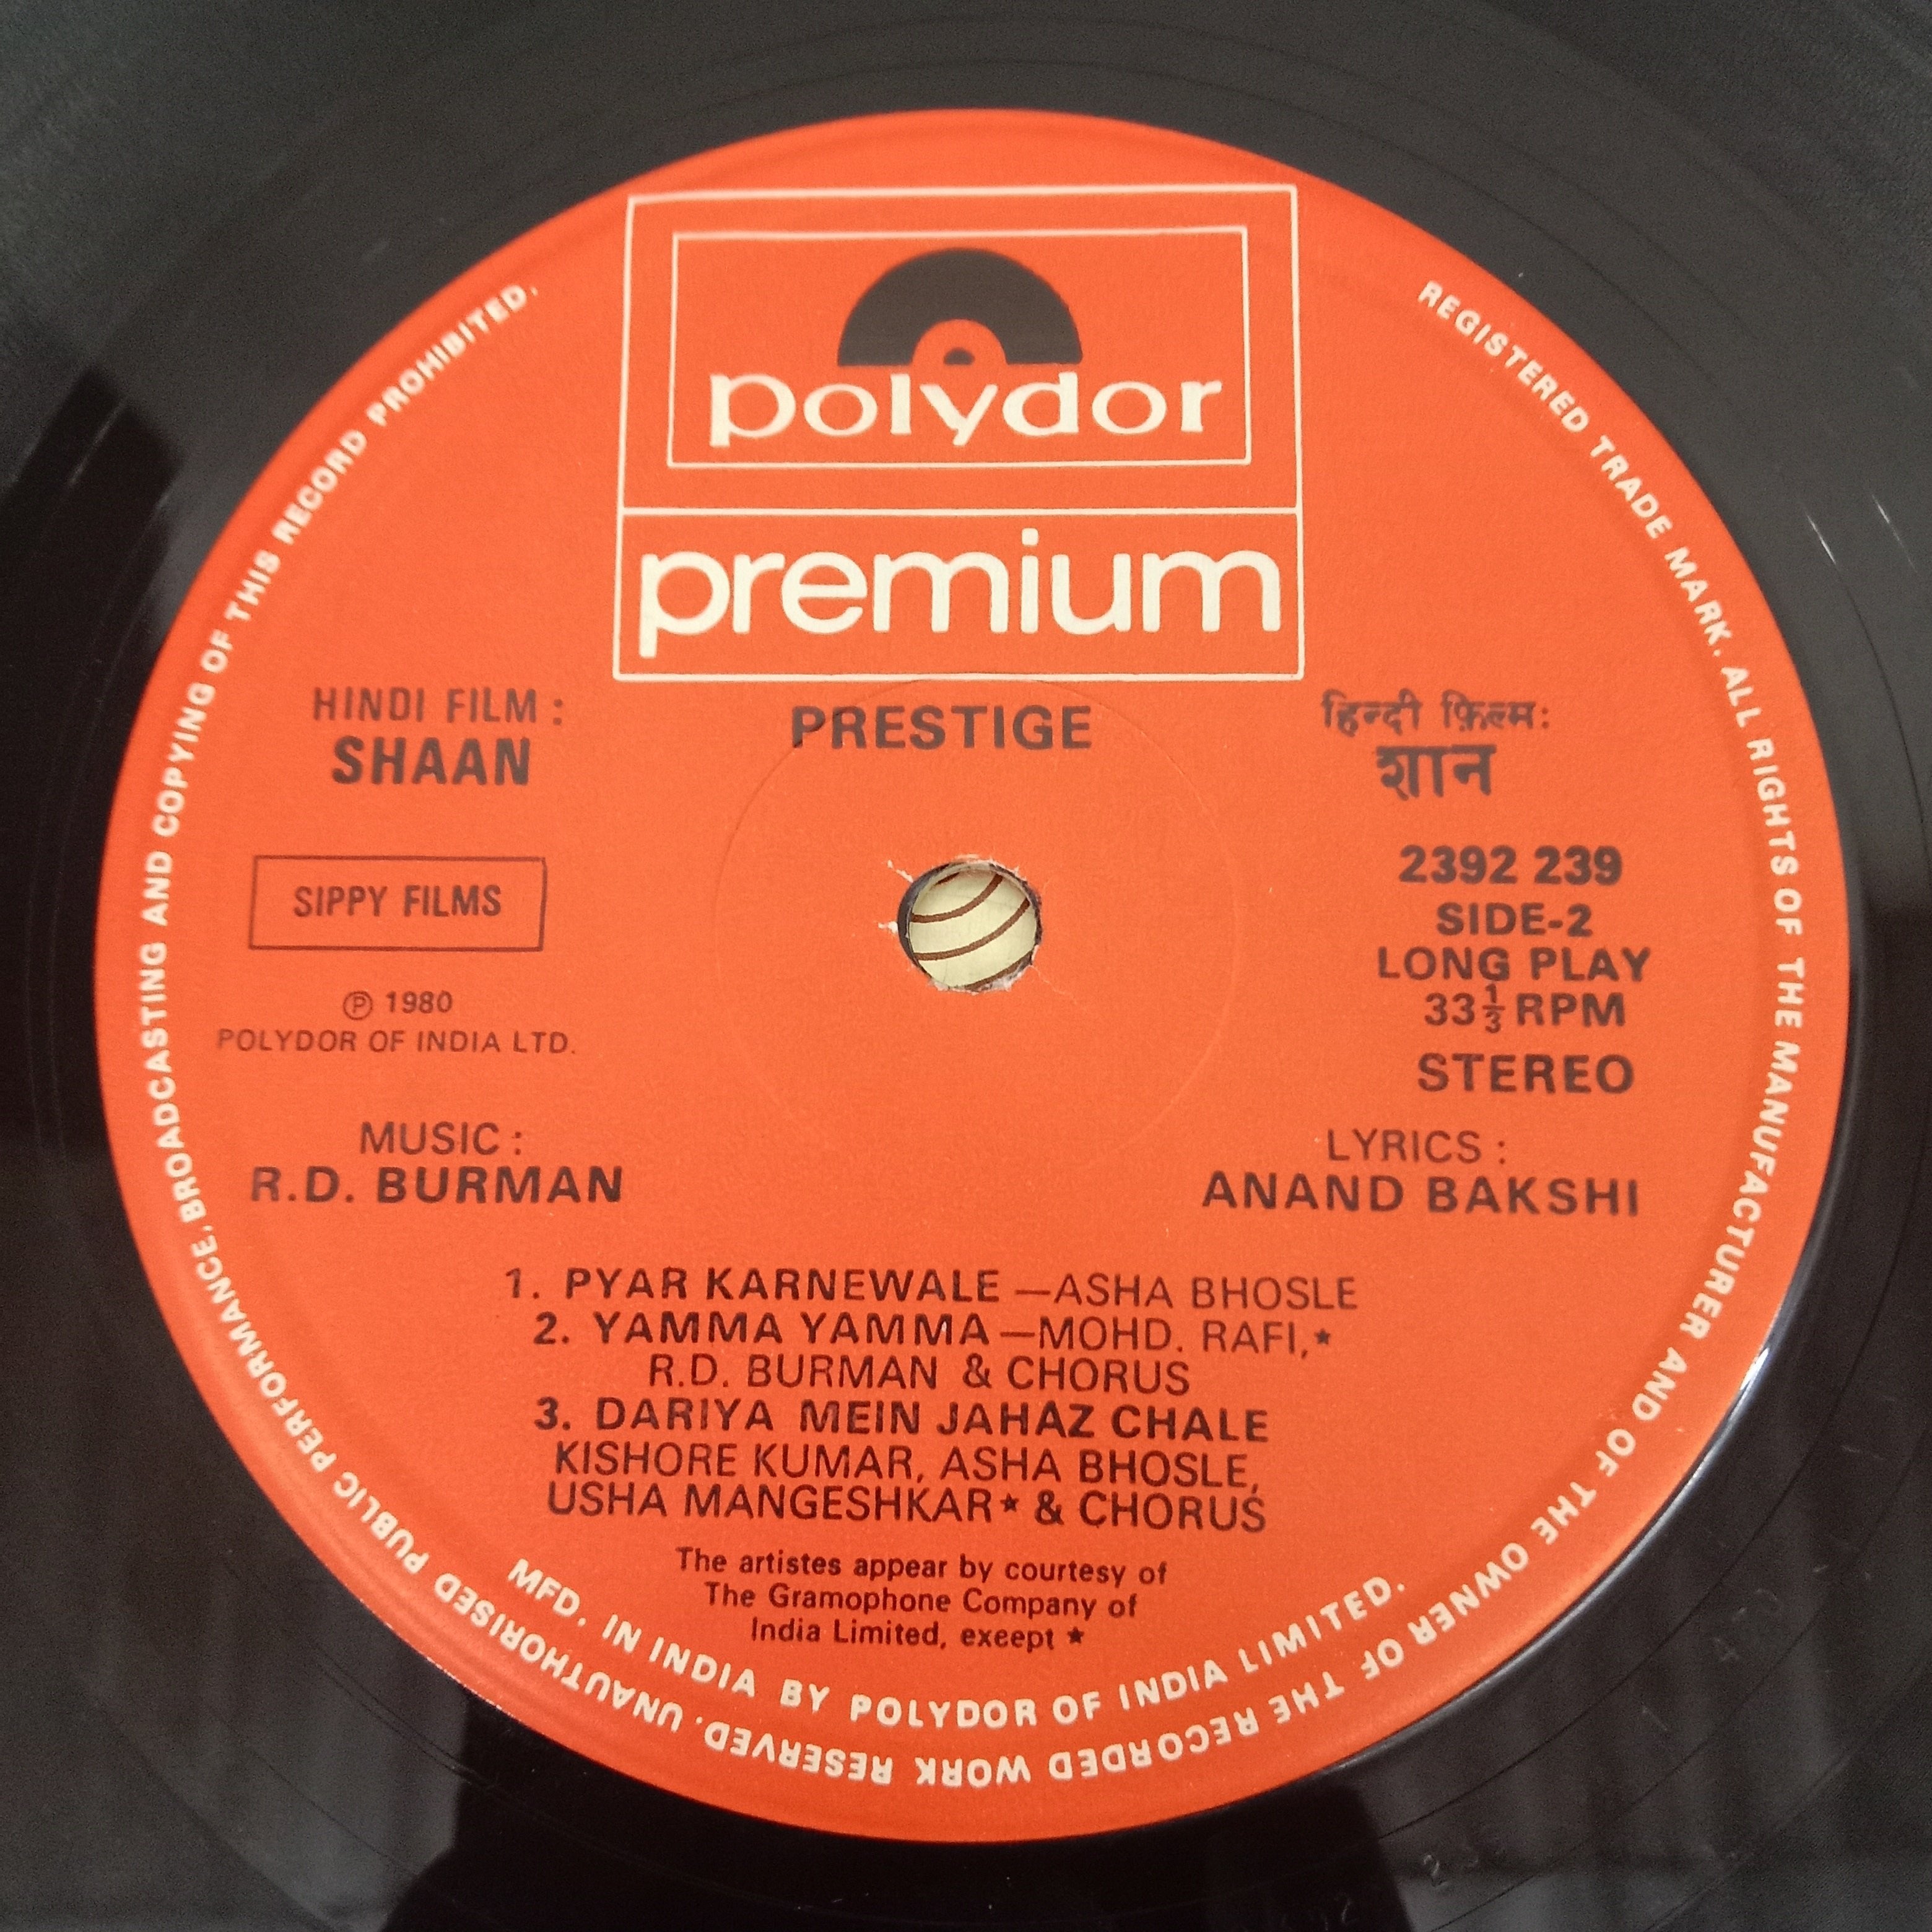 polydor
premium
PRESTIGE
HINDI FILM :
SHAAN
हिन्दी फ़िल्म:
शान
SIPPY FILMS
2392 239
SIDE-2
LONG PLAY
33 1/3 RPM
STEREO
℗ 1980
POLYDOR OF INDIA LTD.
MUSIC :
R.D. BURMAN
LYRICS :
ANAND BAKSHI
1. PYAR KARNEWALE —ASHA BHOSLE
2. YAMMA YAMMA —MOHD. RAFI,★
R.D. BURMAN & CHORUS
3. DARIYA MEIN JAHAZ CHALE
KISHORE KUMAR, ASHA BHOSLE,
USHA MANGESHKAR★ & CHORUS
The artistes appear by courtesy of
The Gramophone Company of
India Limited, exeept ★
MFD. IN INDIA BY POLYDOR OF INDIA LIMITED.
REGISTERED TRADE MARK. ALL RIGHTS OF THE MANUFACTURER AND OF THE OWNER OF THE RECORDED WORK RESERVED. UNAUTHORISED PUBLIC PERFORMANCE, BROADCASTING AND COPYING OF THIS RECORD PROHIBITED.